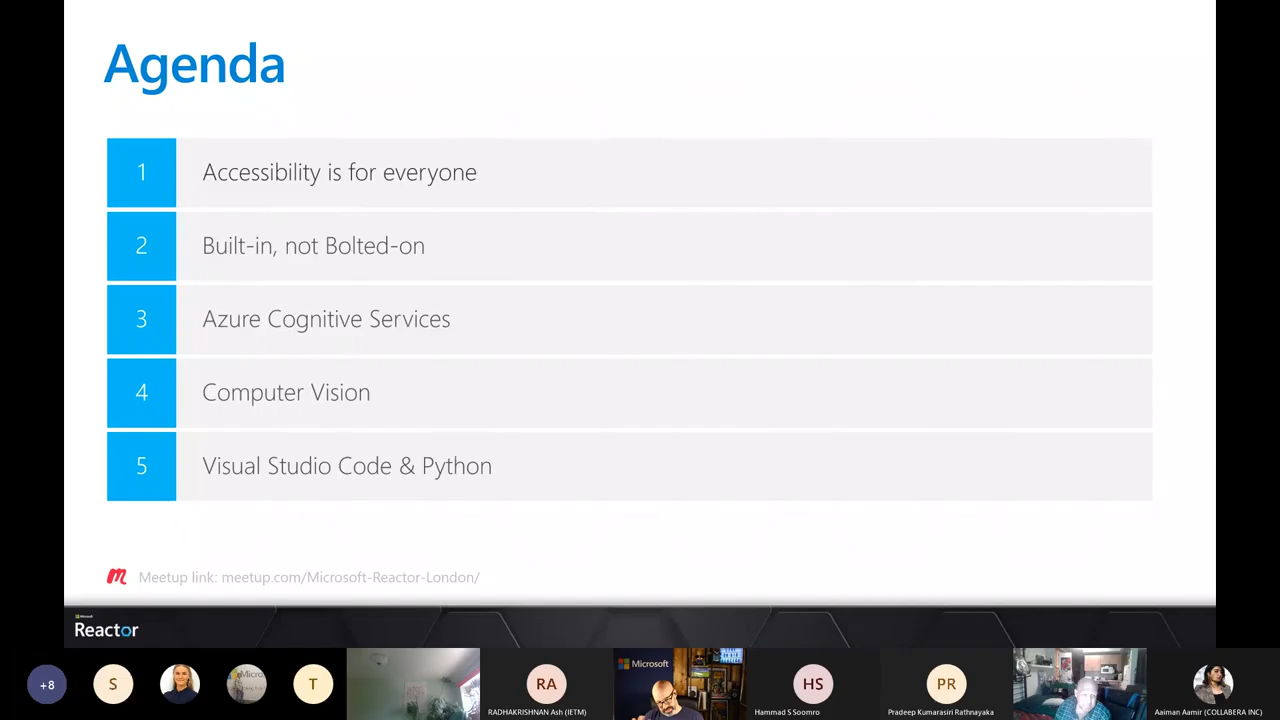 Agenda
1 Accessibility is for everyone
2 Built-in, not Bolted-on
3 Azure Cognitive Services
4 Computer Vision
5 Visual Studio Code & Python
Meetup link: meetup.com/Microsoft-Reactor-London/
Microsoft
Reactor
+8
S
T
RA
RADHAKRISHNAN Ash (IETM)
Microsoft
HS
Hammad S Soomro
PR
Pradeep Kumarasiri Rathnayaka
Aaiman Aamir (COLLABERA INC)